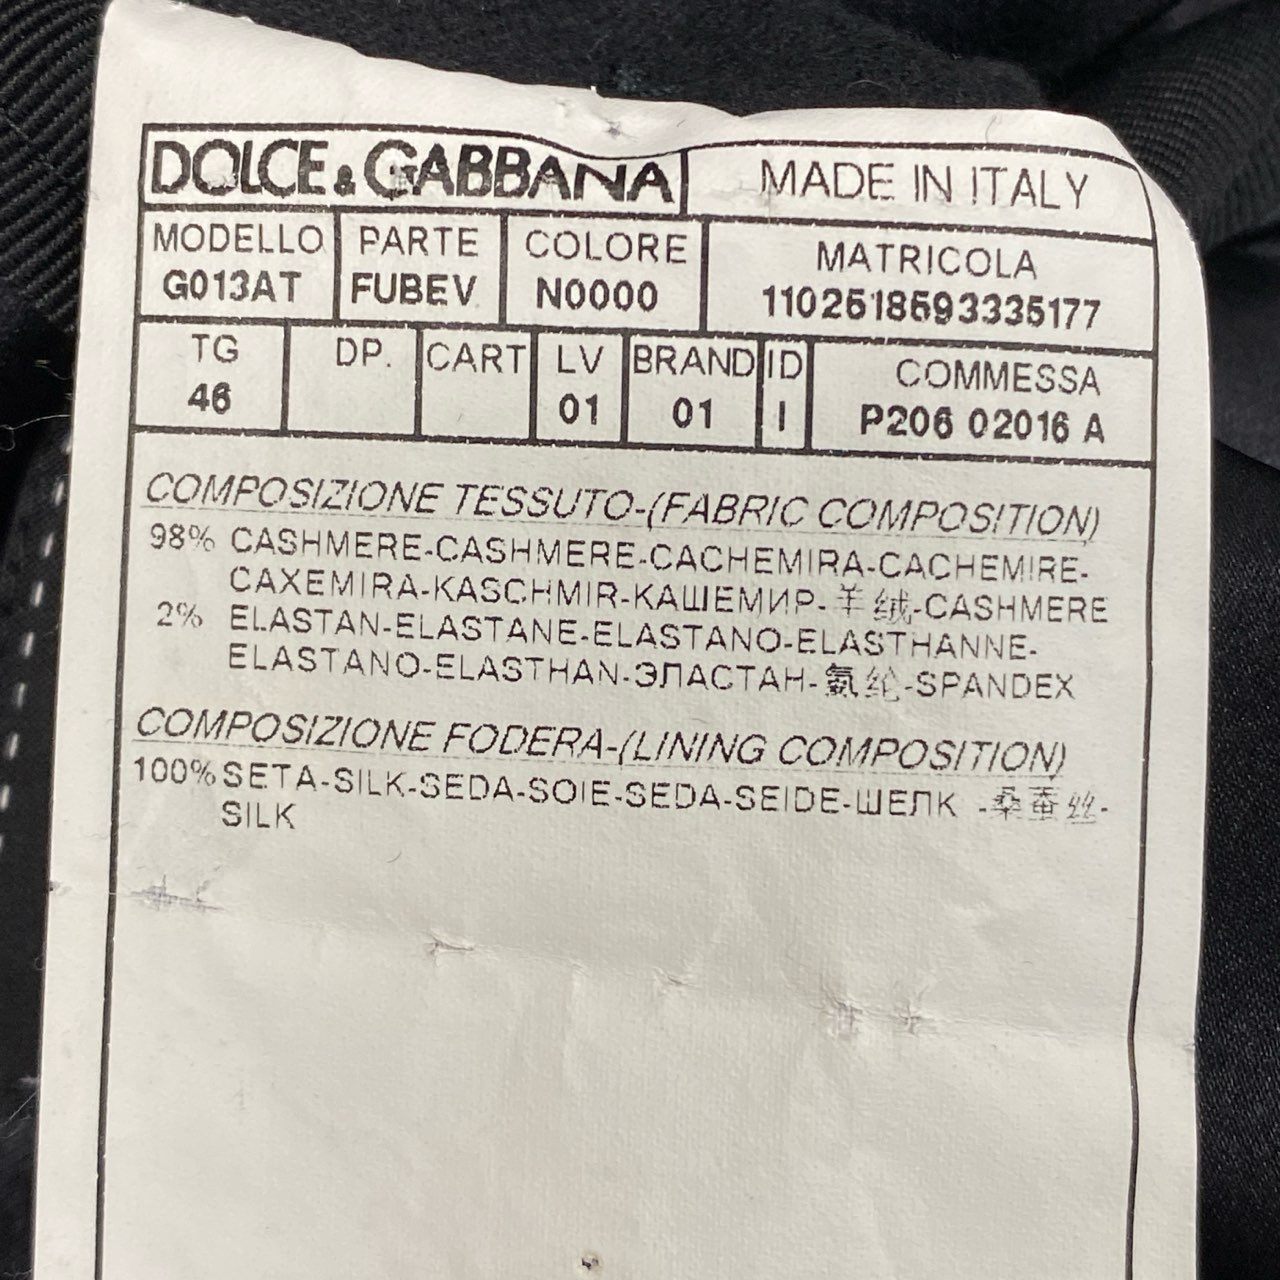 DOLCE & GABBANA MADE IN ITALY
MODELLO PARTE COLORE MATRICOLA
G013AT FUBEV N0000 1102518593335177
TG DP. CART LV BRAND ID COMMESSA
46 01 01 I P206 02016 A
COMPOSIZIONE TESSUTO-(FABRIC COMPOSITION)
98% CASHMERE-CASHMERE-CACHEMIRA-CACHEMIRE-
CAXEMIRA-KASCHMIR-КАШЕМИР-羊绒-CASHMERE
2% ELASTAN-ELASTANE-ELASTANO-ELASTHANNE-
ELASTANO-ELASTHAN-ЭЛАСТАН-氨纶-SPANDEX
COMPOSIZIONE FODERA-(LINING COMPOSITION)
100% SETA-SILK-SEDA-SOIE-SEDA-SEIDE-ШЕЛК -桑蚕丝-
SILK